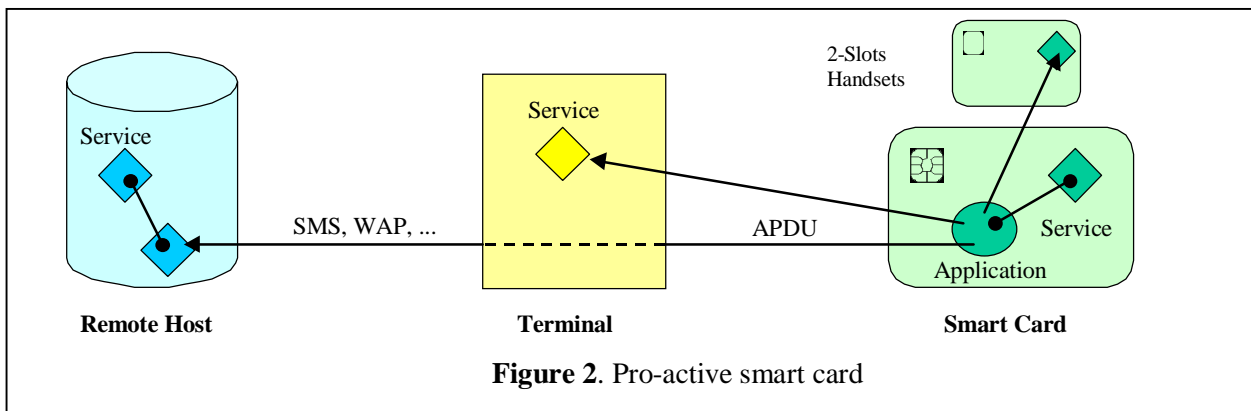 2-Slots
Handsets
Service
Service
SMS, WAP, ...
APDU
Service
Application
Remote Host
Terminal
Smart Card
Figure 2. Pro-active smart card